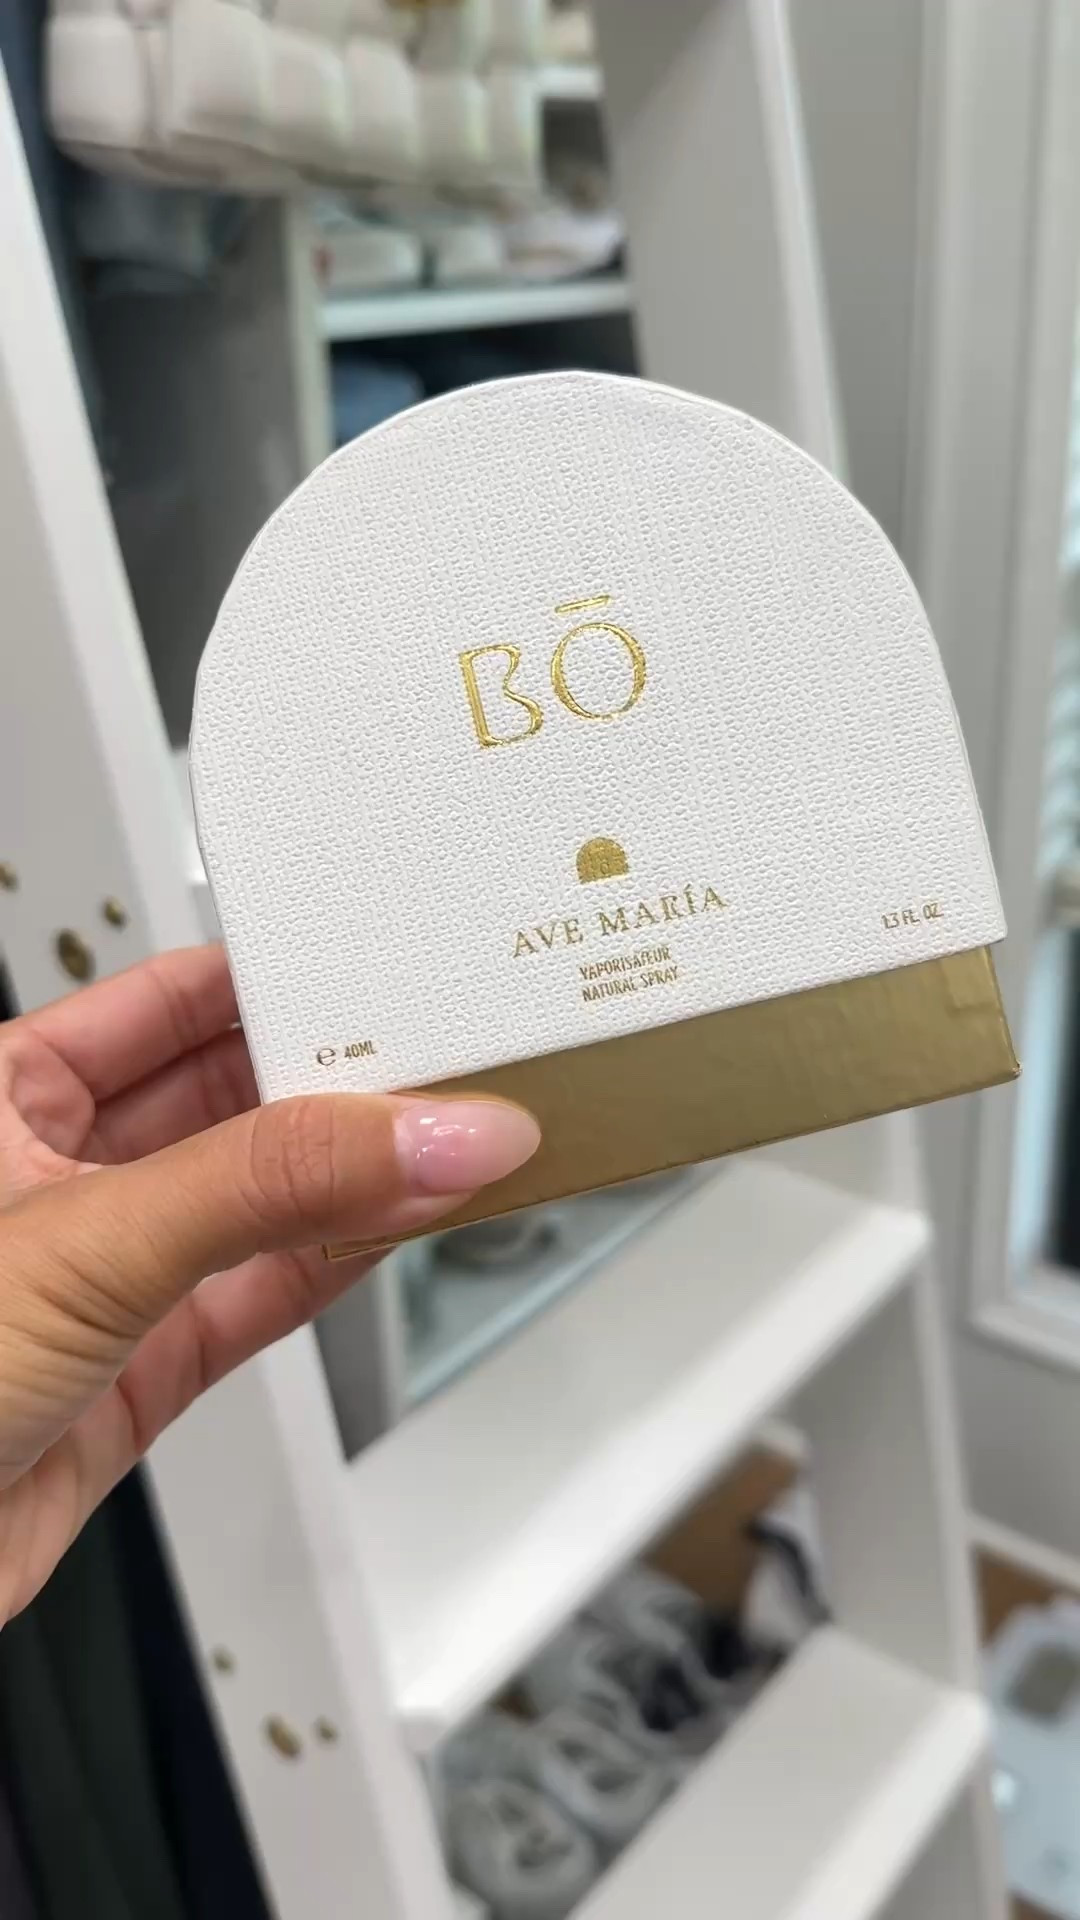 BŌ
AVE MARÍA
VAPORISATEUR
NATURAL SPRAY
1.3 FL. OZ.
℮ 40ML